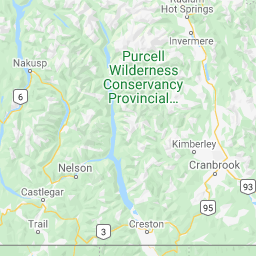 Radium
Hot Springs
Invermere
Purcell
Wilderness
Conservancy
Provincial...
Nakusp
6
Kimberley
Cranbrook
Nelson
93
Castlegar
95
Trail
3
Creston